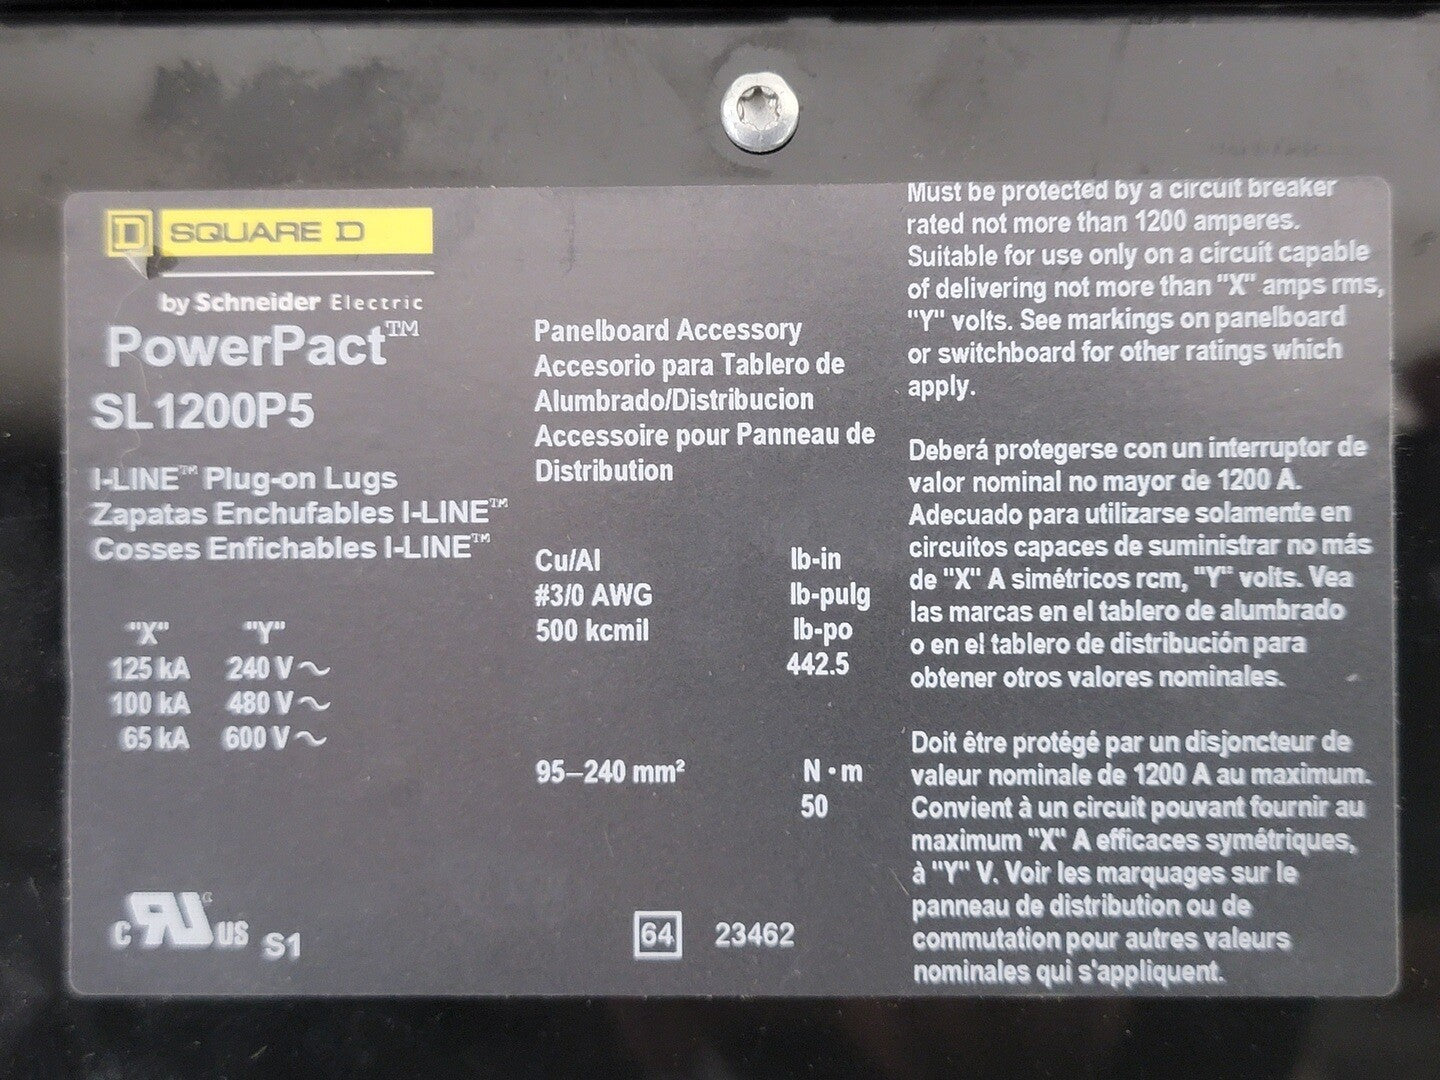 D SQUARE D
by Schneider Electric
PowerPact™
SL1200P5
I-LINE™ Plug-on Lugs
Zapatas Enchufables I-LINE™
Cosses Enfichables I-LINE™
"X" "Y"
125 kA 240 V ~
100 kA 480 V ~
65 kA 600 V ~
c RU US S1
Panelboard Accessory
Accesorio para Tablero de
Alumbrado/Distribucion
Accessoire pour Panneau de
Distribution
Cu/Al lb-in
#3/0 AWG lb-pulg
500 kcmil lb-po
442.5
95–240 mm² N · m
50
64 23462
Must be protected by a circuit breaker
rated not more than 1200 amperes.
Suitable for use only on a circuit capable
of delivering not more than "X" amps rms,
"Y" volts. See markings on panelboard
or switchboard for other ratings which
apply.
Deberá protegerse con un interruptor de
valor nominal no mayor de 1200 A.
Adecuado para utilizarse solamente en
circuitos capaces de suministrar no más
de "X" A simétricos rcm, "Y" volts. Vea
las marcas en el tablero de alumbrado
o en el tablero de distribución para
obtener otros valores nominales.
Doit être protégé par un disjoncteur de
valeur nominale de 1200 A au maximum.
Convient à un circuit pouvant fournir au
maximum "X" A efficaces symétriques,
à "Y" V. Voir les marquages sur le
panneau de distribution ou de
commutation pour autres valeurs
nominales qui s'appliquent.